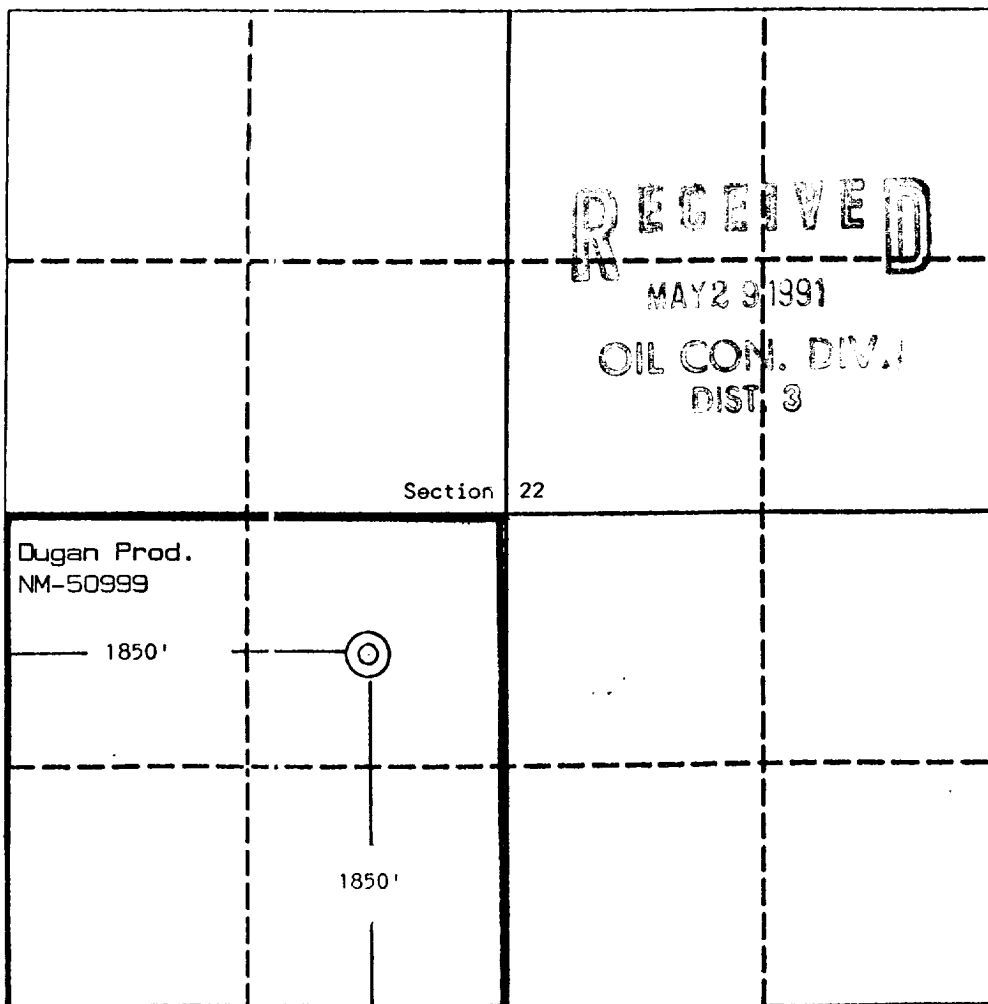 RECEIVED
MAY 29 1991
OIL CON. DIV.
DIST. 3
Section 22
Dugan Prod.
NM-50999
1850'
1850'